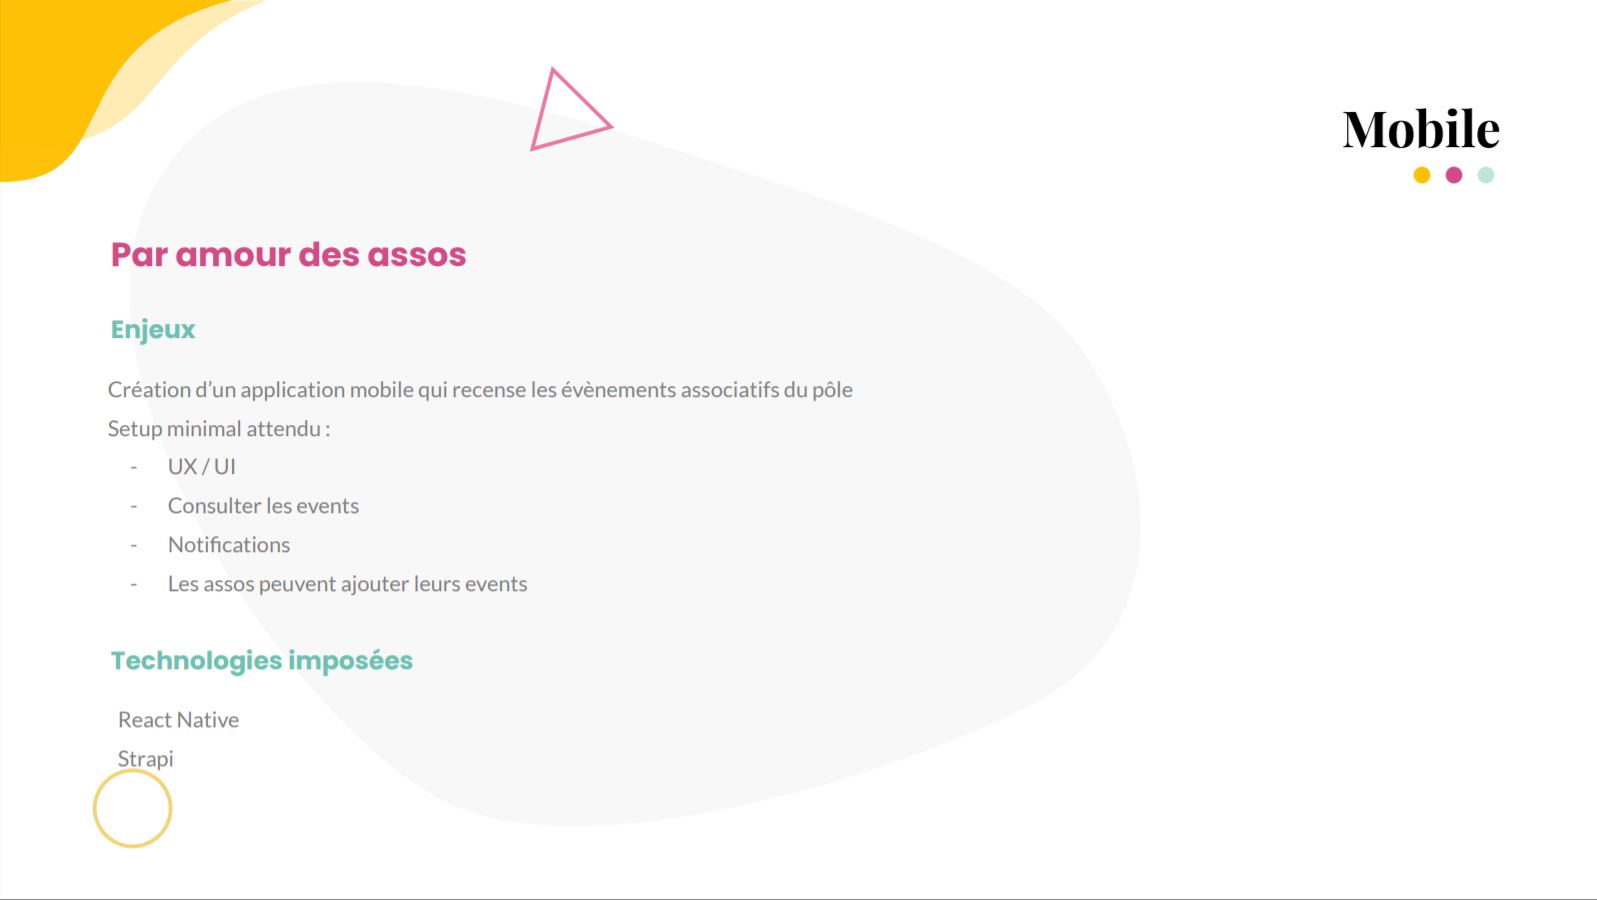 Mobile
Par amour des assos
Enjeux
Création d’un application mobile qui recense les évènements associatifs du pôle
Setup minimal attendu :
- UX / UI
- Consulter les events
- Notifications
- Les assos peuvent ajouter leurs events
Technologies imposées
React Native
Strapi